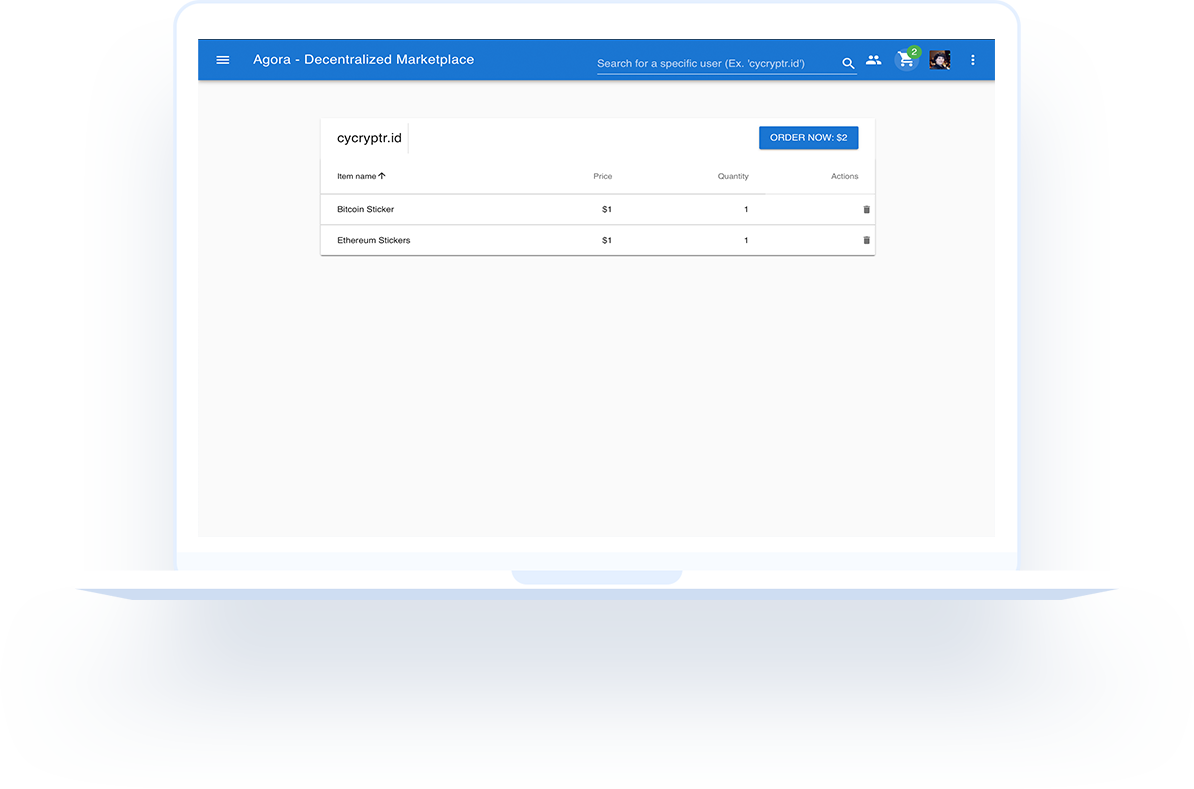 Agora - Decentralized Marketplace
Search for a specific user (Ex. 'cycryptr.id')
2
cycryptr.id
ORDER NOW: $2
Item name Price Quantity Actions
Bitcoin Sticker $1 1
Ethereum Stickers $1 1